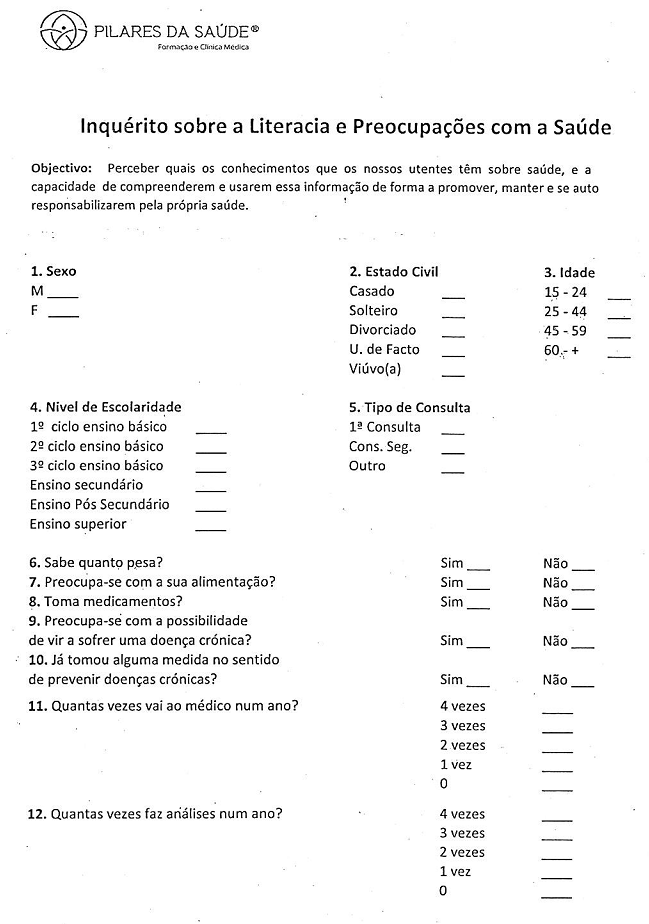 PILARES DA SAÚDE®
Formação e Clínica Médica
Inquérito sobre a Literacia e Preocupações com a Saúde
Objectivo: Perceber quais os conhecimentos que os nossos utentes têm sobre saúde, e a
capacidade de compreenderem e usarem essa informação de forma a promover, manter e se auto
responsabilizarem pela própria saúde.
1. Sexo
M ____
F ____
2. Estado Civil
Casado ___
Solteiro ___
Divorciado ___
U. de Facto ___
Viúvo(a) ___
3. Idade
15 - 24 ___
25 - 44 ___
45 - 59 ___
60 - + ___
4. Nivel de Escolaridade
1º ciclo ensino básico ____
2º ciclo ensino básico ____
3º ciclo ensino básico ____
Ensino secundário ____
Ensino Pós Secundário ____
Ensino superior ____
5. Tipo de Consulta
1ª Consulta ___
Cons. Seg. ___
Outro ___
6. Sabe quanto pesa? Sim ___ Não ___
7. Preocupa-se com a sua alimentação? Sim ___ Não ___
8. Toma medicamentos? Sim ___ Não ___
9. Preocupa-se com a possibilidade
de vir a sofrer uma doença crónica? Sim ___ Não ___
10. Já tomou alguma medida no sentido
de prevenir doenças crónicas? Sim ___ Não ___
11. Quantas vezes vai ao médico num ano? 4 vezes ____
3 vezes ____
2 vezes ____
1 vez ____
0 ____
12. Quantas vezes faz análises num ano? 4 vezes ____
3 vezes ____
2 vezes ____
1 vez ____
0 ____